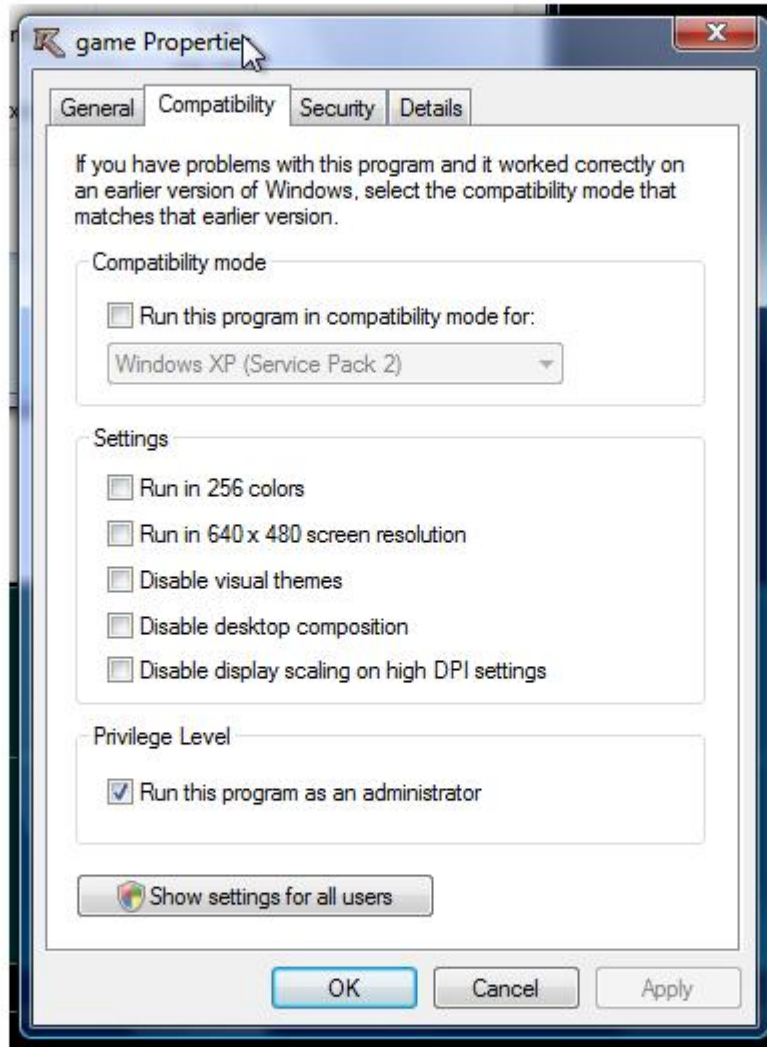 game Propertie
General Compatibility Security Details
If you have problems with this program and it worked correctly on
an earlier version of Windows, select the compatibility mode that
matches that earlier version.
Compatibility mode
Run this program in compatibility mode for:
Windows XP (Service Pack 2)
Settings
Run in 256 colors
Run in 640 x 480 screen resolution
Disable visual themes
Disable desktop composition
Disable display scaling on high DPI settings
Privilege Level
Run this program as an administrator
Show settings for all users
OK Cancel Apply